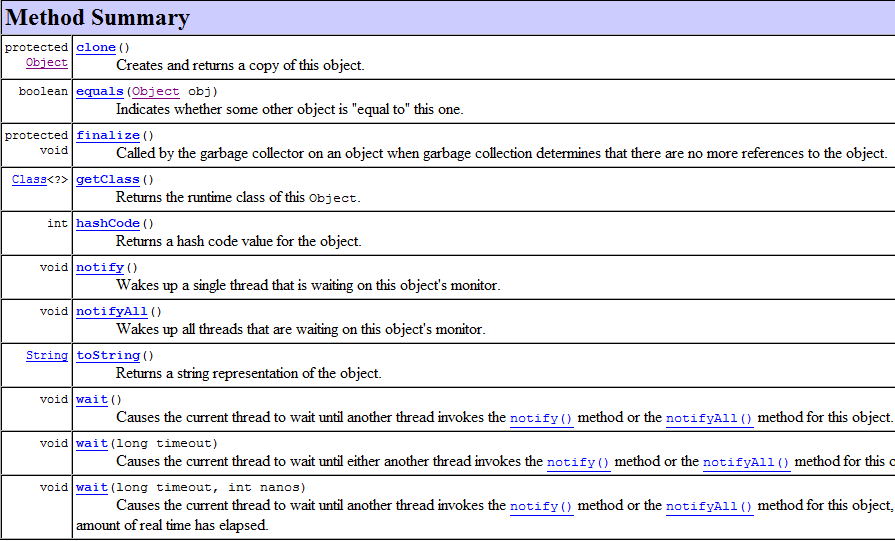 Method Summary
protected Object clone()
Creates and returns a copy of this object.
boolean equals(Object obj)
Indicates whether some other object is "equal to" this one.
protected void finalize()
Called by the garbage collector on an object when garbage collection determines that there are no more references to the object.
Class<?> getClass()
Returns the runtime class of this Object.
int hashCode()
Returns a hash code value for the object.
void notify()
Wakes up a single thread that is waiting on this object's monitor.
void notifyAll()
Wakes up all threads that are waiting on this object's monitor.
String toString()
Returns a string representation of the object.
void wait()
Causes the current thread to wait until another thread invokes the notify() method or the notifyAll() method for this object.
void wait(long timeout)
Causes the current thread to wait until either another thread invokes the notify() method or the notifyAll() method for this
void wait(long timeout, int nanos)
Causes the current thread to wait until another thread invokes the notify() method or the notifyAll() method for this object,
amount of real time has elapsed.